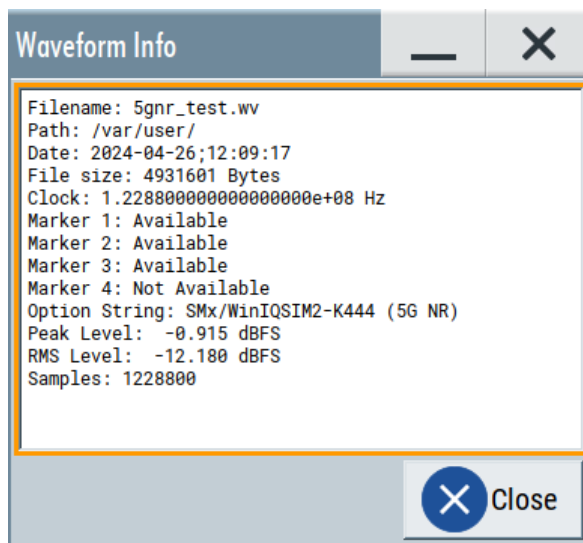 Waveform Info
Filename: 5gnr_test.wv
Path: /var/user/
Date: 2024-04-26;12:09:17
File size: 4931601 Bytes
Clock: 1.228800000000000000e+08 Hz
Marker 1: Available
Marker 2: Available
Marker 3: Available
Marker 4: Not Available
Option String: SMx/WinIQSIM2-K444 (5G NR)
Peak Level:  -0.915 dBFS
RMS Level:  -12.180 dBFS
Samples: 1228800
Close